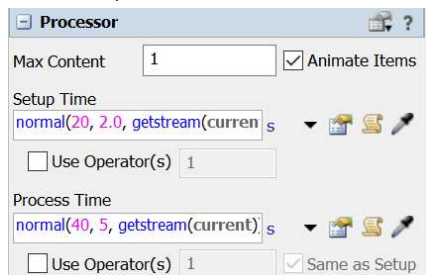 Processor ?
Max Content 1 Animate Items
Setup Time
normal(20, 2.0, getstream(curren s
Use Operator(s) 1
Process Time
normal(40, 5, getstream(current) s
Use Operator(s) 1 Same as Setup